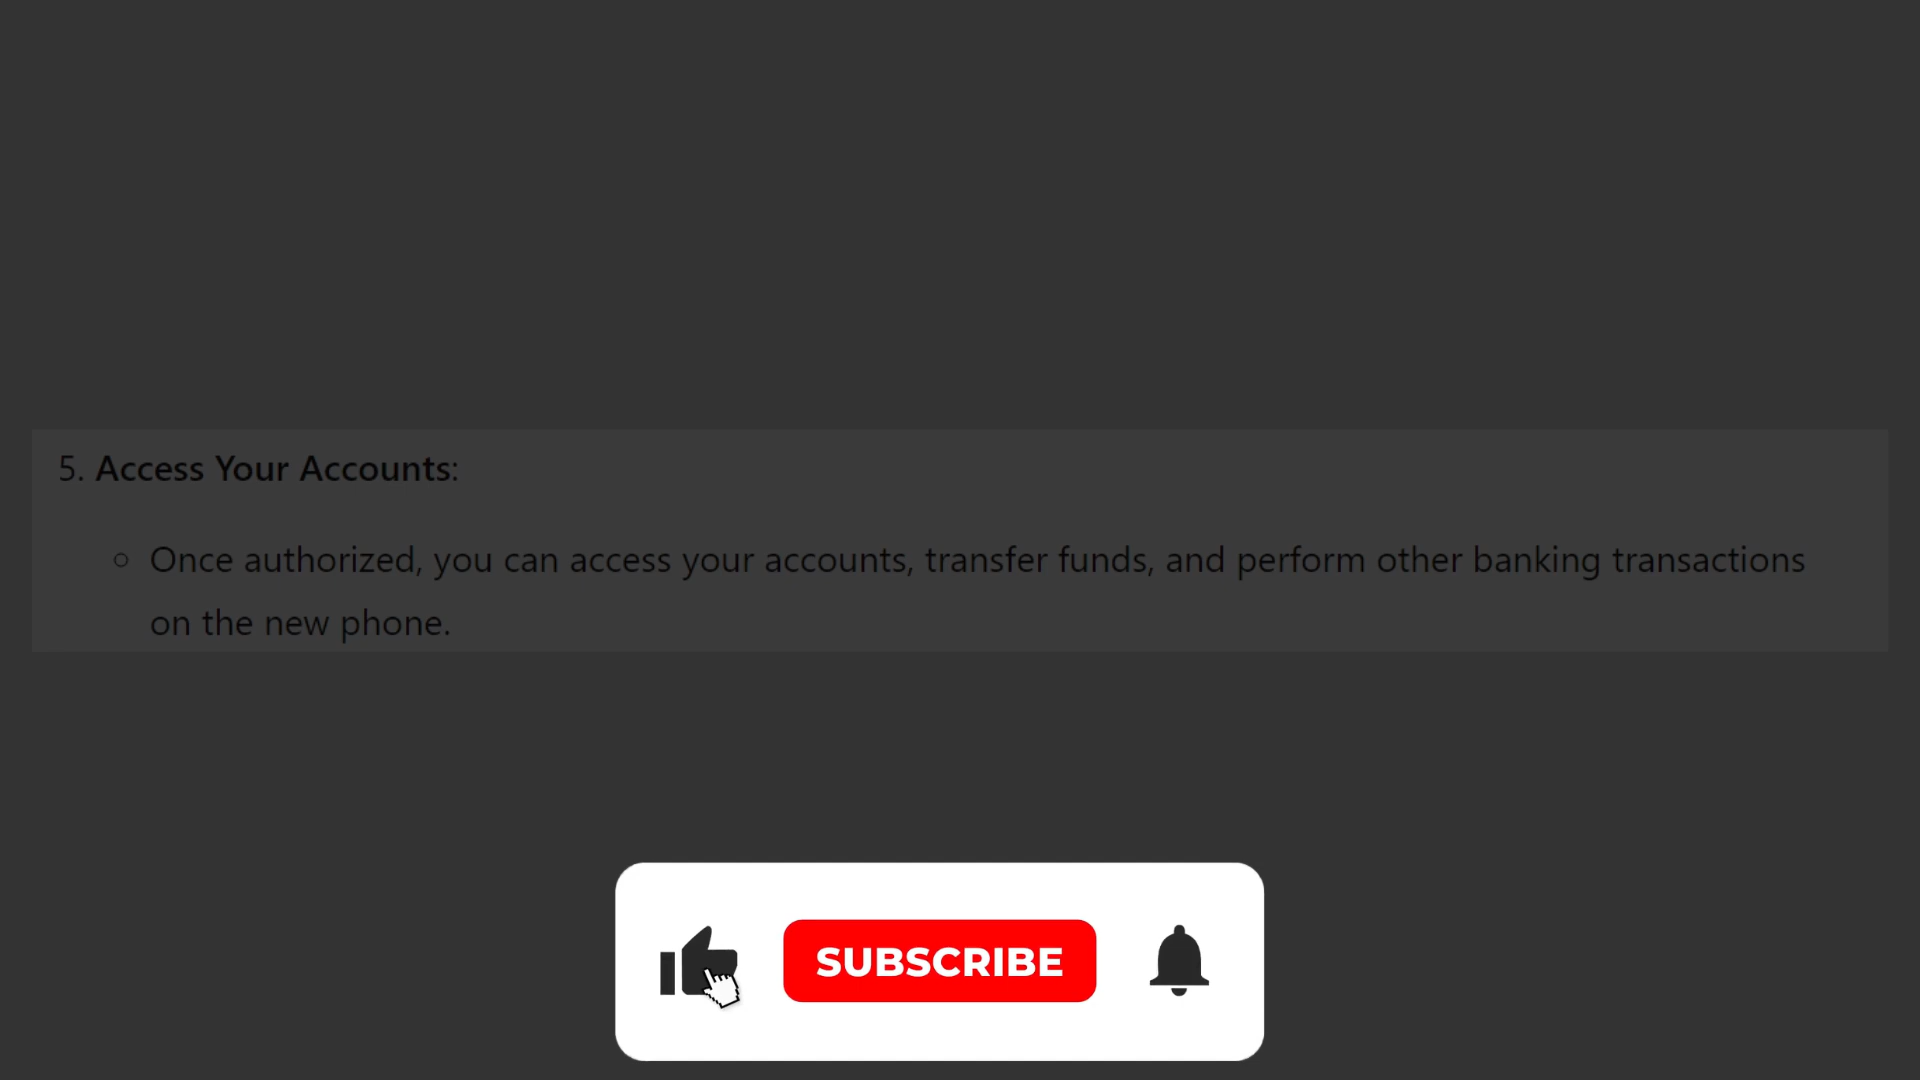 5. Access Your Accounts:
○ Once authorized, you can access your accounts, transfer funds, and perform other banking transactions
on the new phone.
SUBSCRIBE